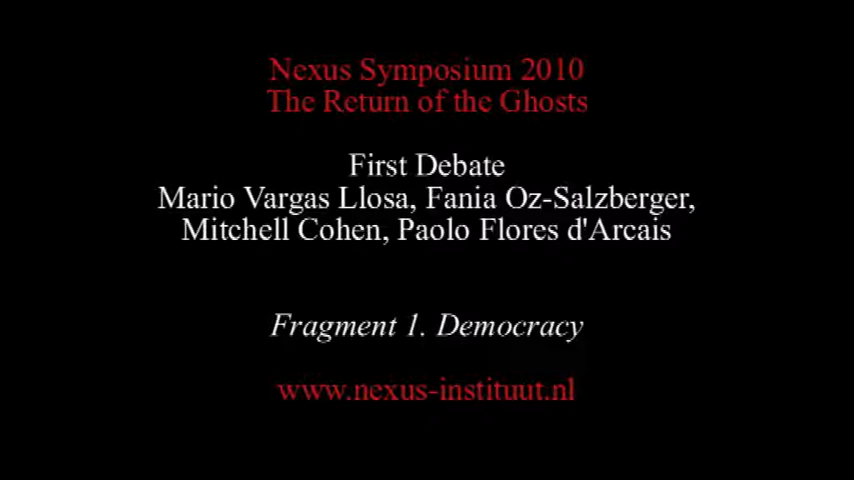 Nexus Symposium 2010
The Return of the Ghosts
First Debate
Mario Vargas Llosa, Fania Oz-Salzberger,
Mitchell Cohen, Paolo Flores d'Arcais
Fragment 1. Democracy
www.nexus-instituut.nl